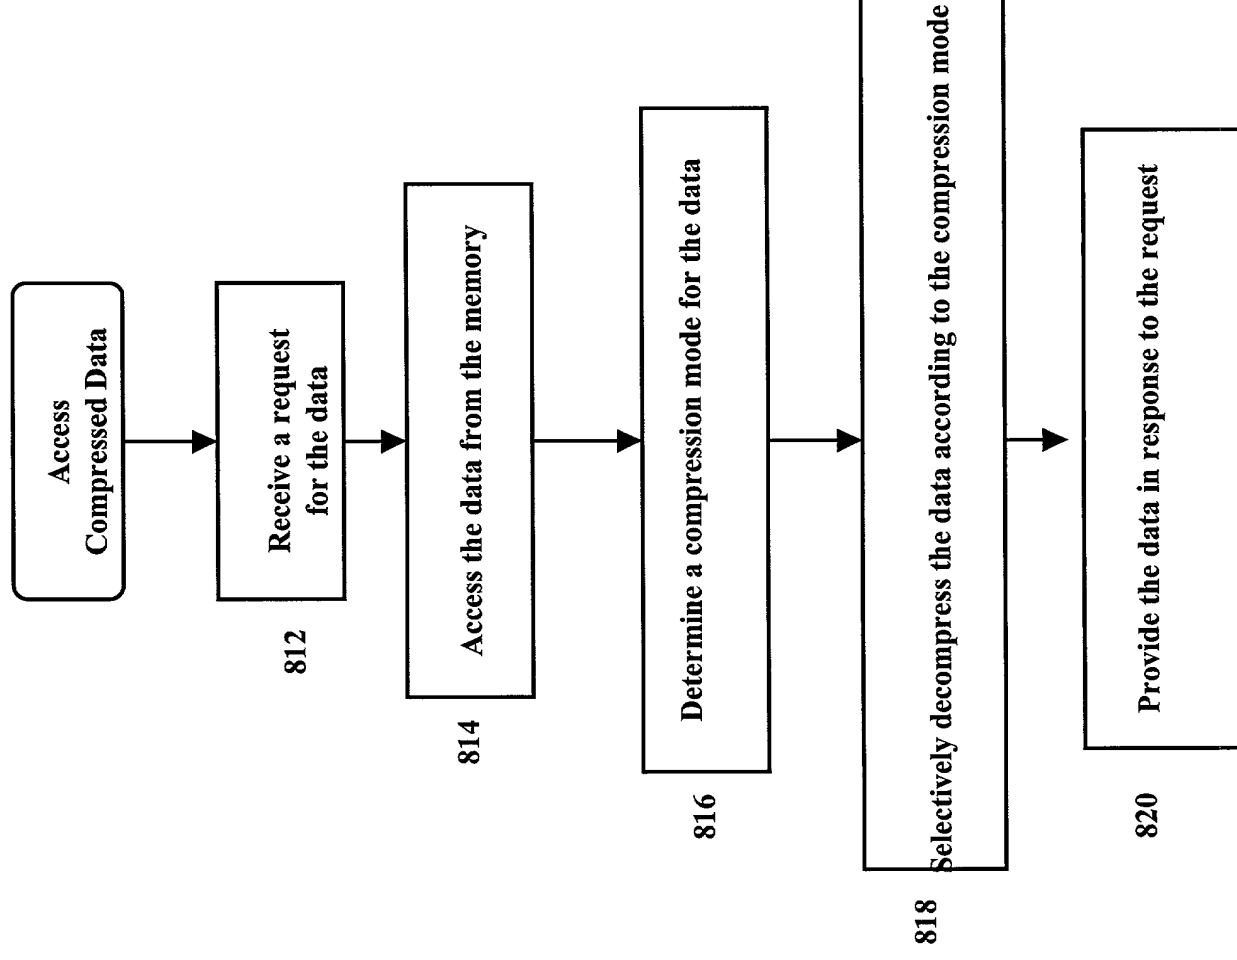 Access
Compressed Data
Receive a request
for the data
812
Access the data from the memory
814
Determine a compression mode for the data
816
Selectively decompress the data according to the compression mode
818
Provide the data in response to the request
820